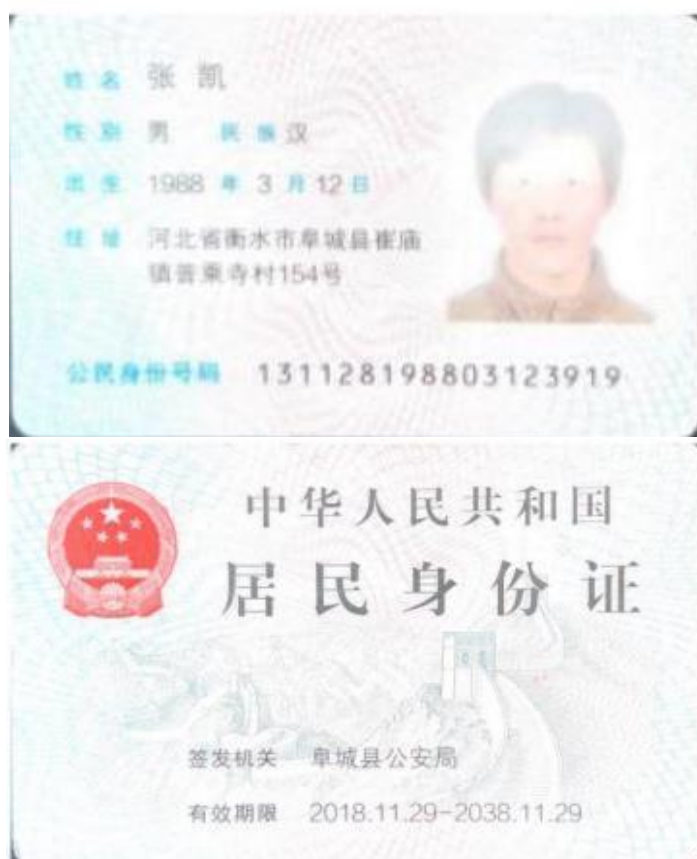 姓名 张凯
性别 男 民族 汉
出生 1988 年 3 月 12 日
住址 河北省衡水市阜城县崔庙
镇普乘寺村154号
公民身份号码 131128198803123919
中华人民共和国
居民身份证
签发机关 阜城县公安局
有效期限 2018.11.29-2038.11.29